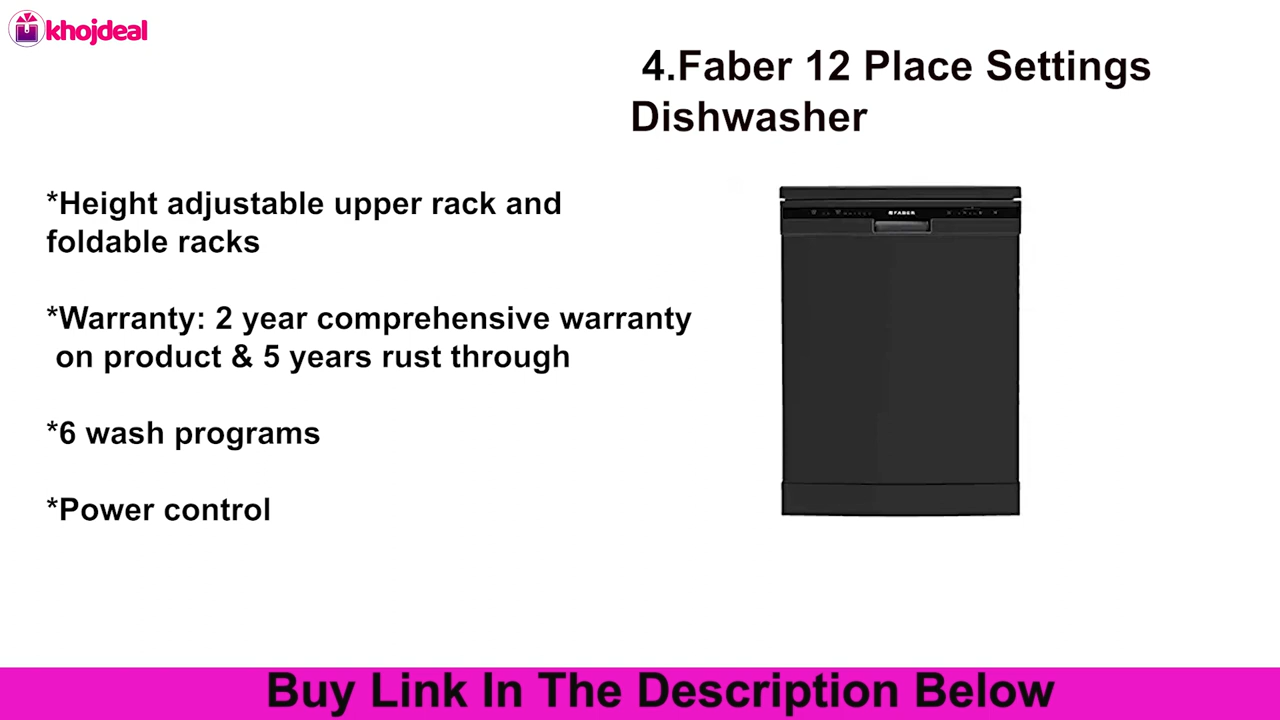 khojdeal
4.Faber 12 Place Settings
Dishwasher
*Height adjustable upper rack and
foldable racks
*Warranty: 2 year comprehensive warranty
on product & 5 years rust through
*6 wash programs
*Power control
FABER
Buy Link In The Description Below